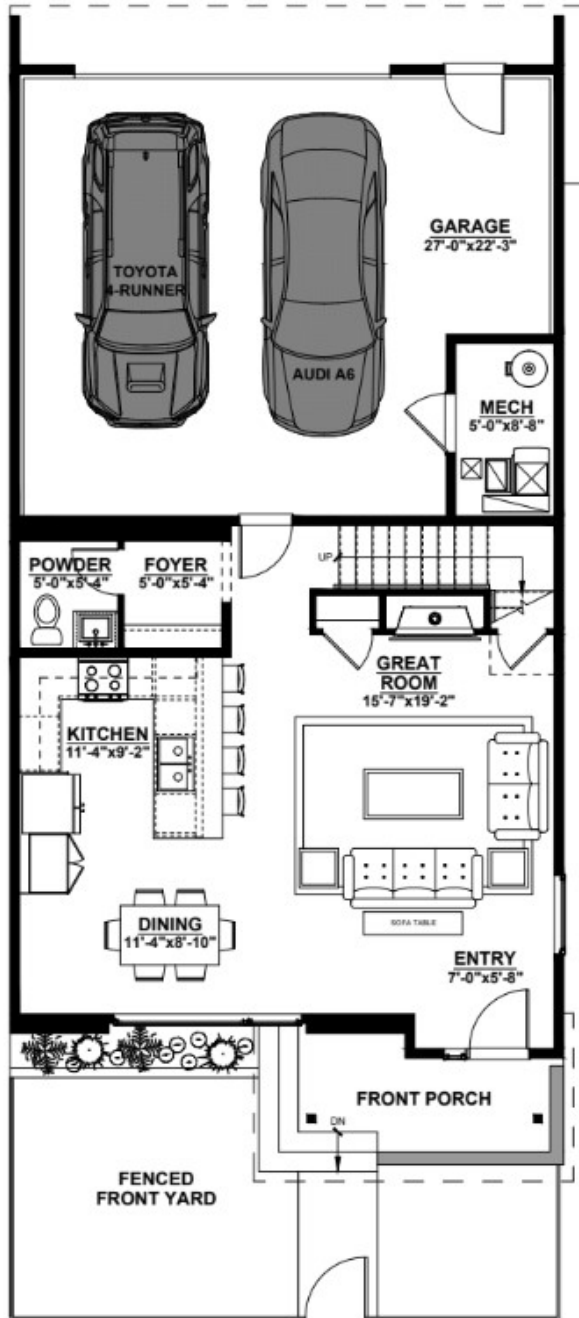 GARAGE
27'-0"x22'-3"
TOYOTA
4-RUNNER
AUDI A6
MECH
5'-0"x8'-8"
POWDER
5'-0"x5'-4"
FOYER
5'-0"x5'-4"
UP
GREAT
ROOM
15'-7"x19'-2"
KITCHEN
11'-4"x9'-2"
DINING
11'-4"x8'-10"
SOFA TABLE
ENTRY
7'-0"x5'-8"
FRONT PORCH
DN
FENCED
FRONT YARD